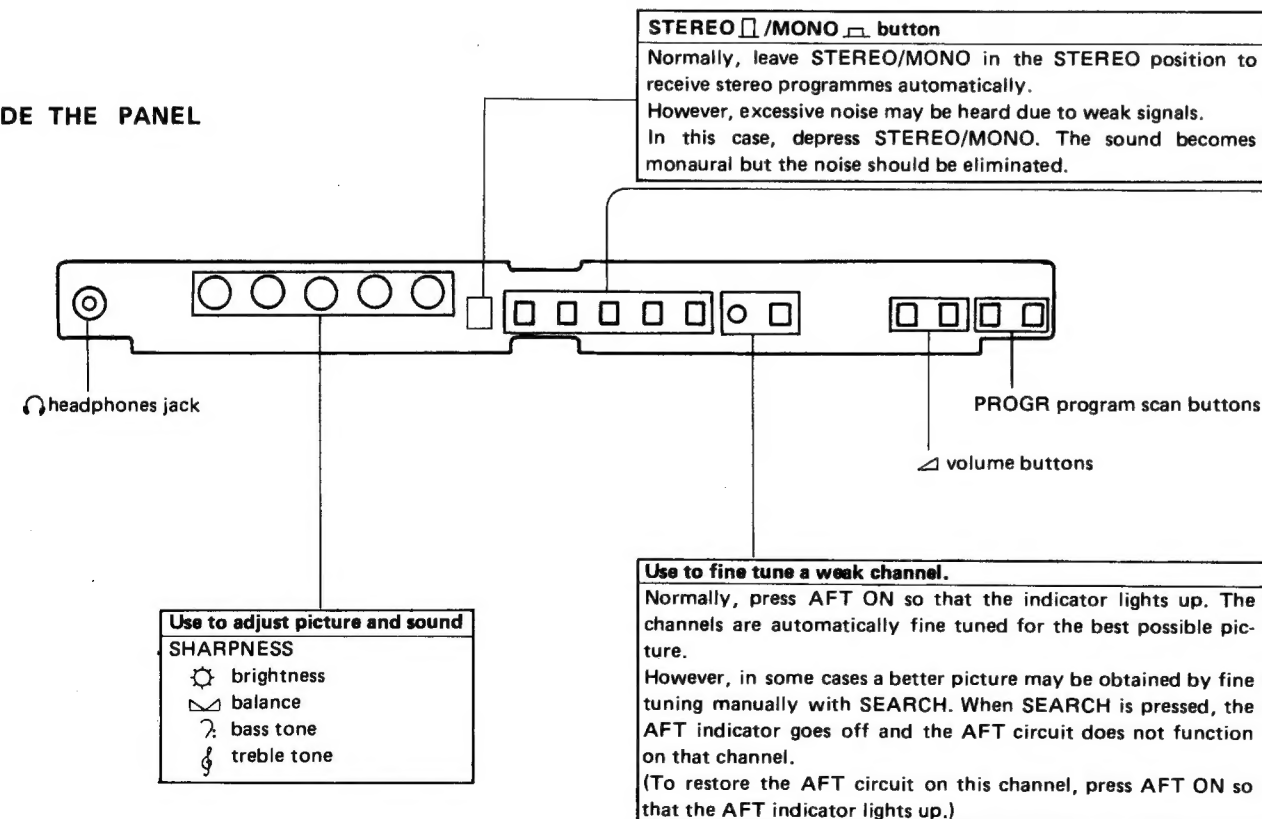 STEREO /MONO button
Normally, leave STEREO/MONO in the STEREO position to
receive stereo programmes automatically.
However, excessive noise may be heard due to weak signals.
In this case, depress STEREO/MONO. The sound becomes
monaural but the noise should be eliminated.
DE THE PANEL
headphones jack
PROGR program scan buttons
volume buttons
Use to adjust picture and sound
SHARPNESS
brightness
balance
bass tone
treble tone
Use to fine tune a weak channel.
Normally, press AFT ON so that the indicator lights up. The
channels are automatically fine tuned for the best possible pic-
ture.
However, in some cases a better picture may be obtained by fine
tuning manually with SEARCH. When SEARCH is pressed, the
AFT indicator goes off and the AFT circuit does not function
on that channel.
(To restore the AFT circuit on this channel, press AFT ON so
that the AFT indicator lights up.)